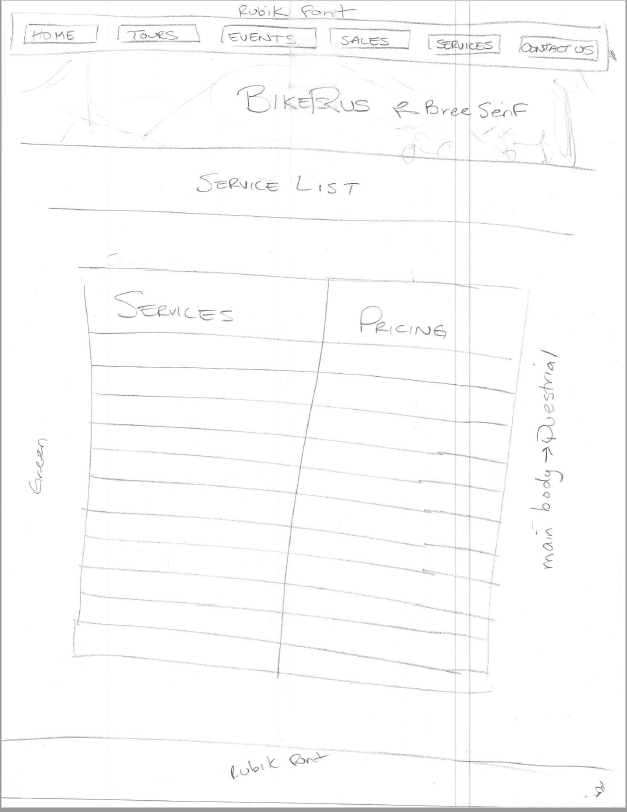 Rubik Font
HOME TOURS EVENTS SALES SERVICES CONTACT US
BIKERUS & Bree Serif
SERVICE LIST
SERVICES PRICING
Green
main body → Questrial
Rubik Font